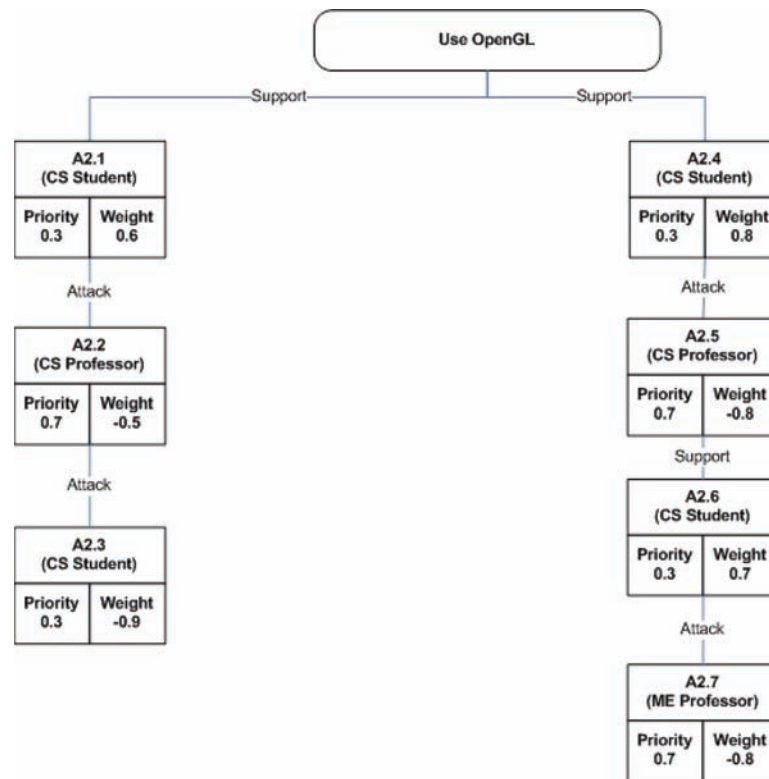 Use OpenGL
Support
Support
A2.1
(CS Student)
Priority
0.3
Weight
0.6
Attack
A2.2
(CS Professor)
Priority
0.7
Weight
-0.5
Attack
A2.3
(CS Student)
Priority
0.3
Weight
-0.9
A2.4
(CS Student)
Priority
0.3
Weight
0.8
Attack
A2.5
(CS Professor)
Priority
0.7
Weight
-0.8
Support
A2.6
(CS Student)
Priority
0.3
Weight
0.7
Attack
A2.7
(ME Professor)
Priority
0.7
Weight
-0.8